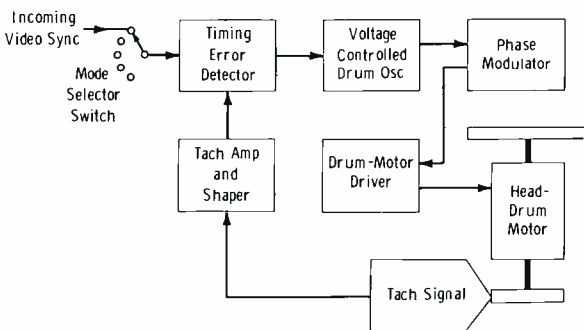 Incoming
Video Sync
Mode
Selector
Switch
Timing
Error
Detector
Voltage
Controlled
Drum Osc
Phase
Modulator
Tach Amp
and
Shaper
Drum-Motor
Driver
Head-
Drum
Motor
Tach Signal